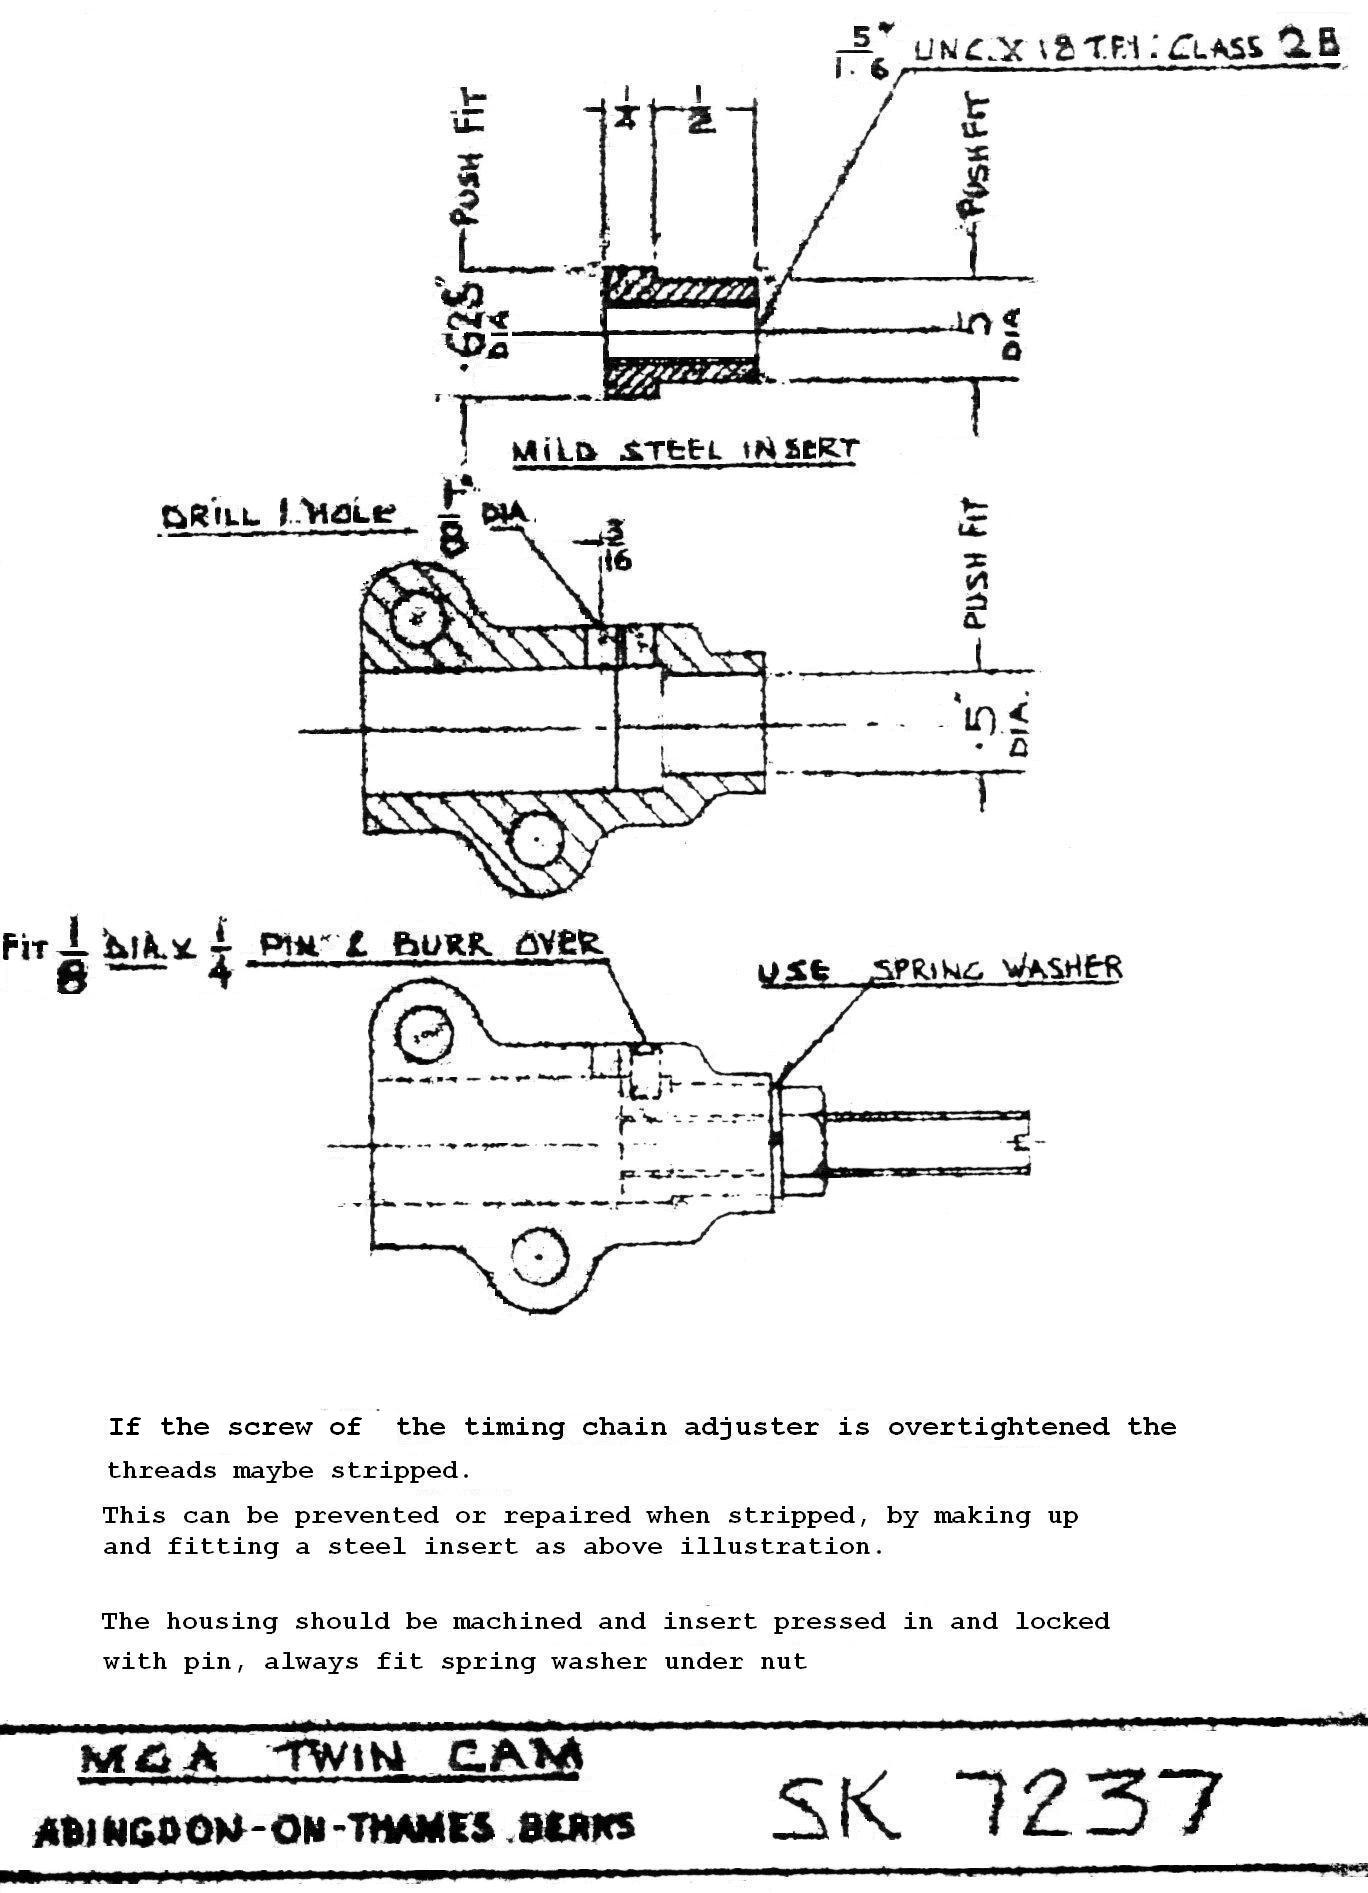 5" / 16 UNC. X 18 T.P.I: CLASS 2B
PUSH FIT
1/4
1/2
PUSH FIT
.625"
DIA
.5
DIA
MILD STEEL INSERT
DRILL 1 HOLE 1/8" DIA.
3/16
PUSH FIT
.5"
DIA.
FIT 1/8 DIA. X 1/4 PIN & BURR OVER
USE SPRING WASHER
If the screw of the timing chain adjuster is overtightened the
threads maybe stripped.
This can be prevented or repaired when stripped, by making up
and fitting a steel insert as above illustration.
The housing should be machined and insert pressed in and locked
with pin, always fit spring washer under nut
MGA TWIN CAM
ABINGDON-ON-THAMES BERKS
SK 7237